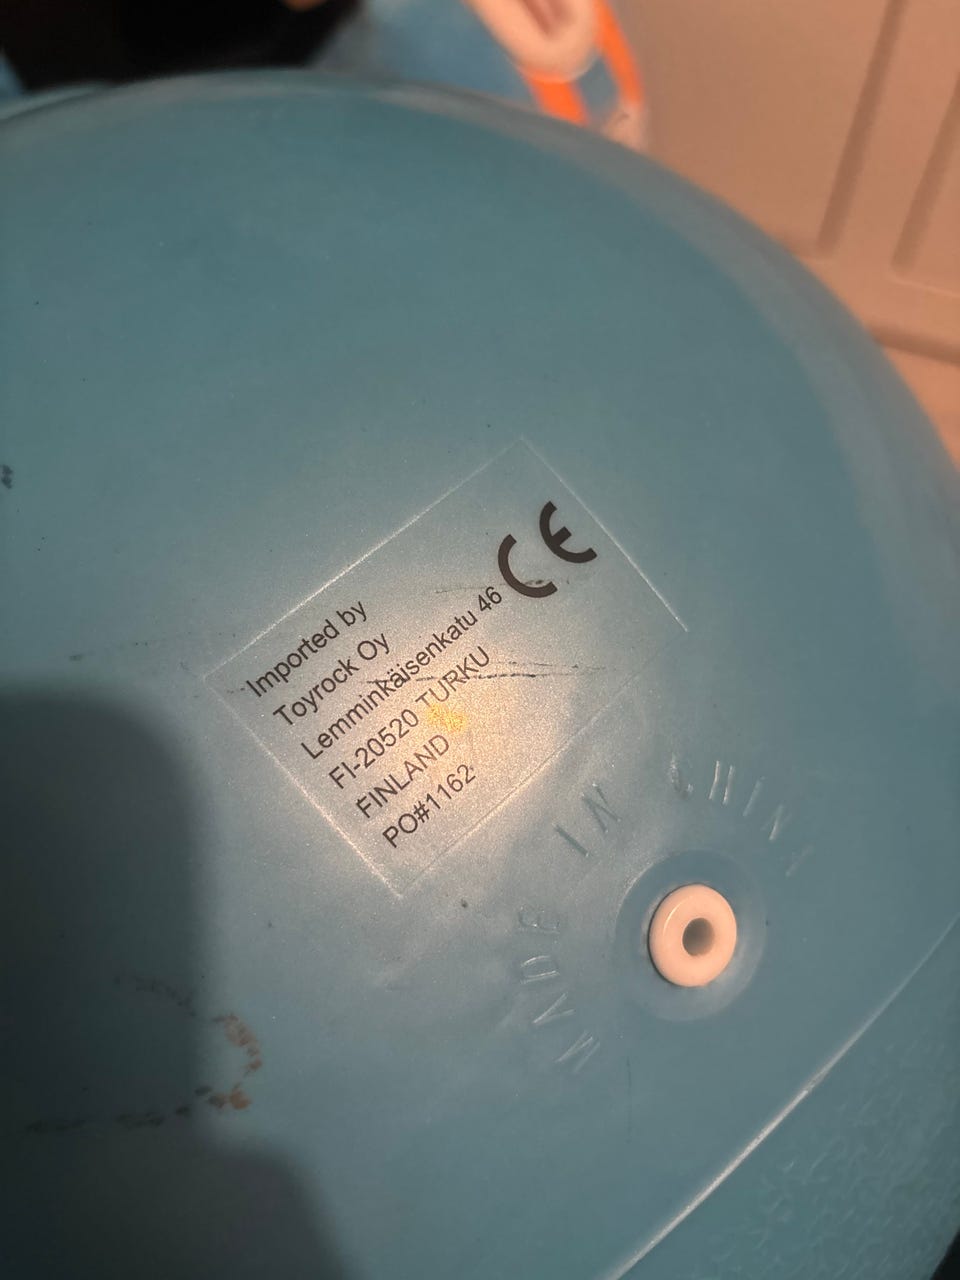 Imported by
Toyrock Oy
Lemminkäisenkatu 46
FI-20520 TURKU
FINLAND
PO#1162
CE
MADE IN CHINA